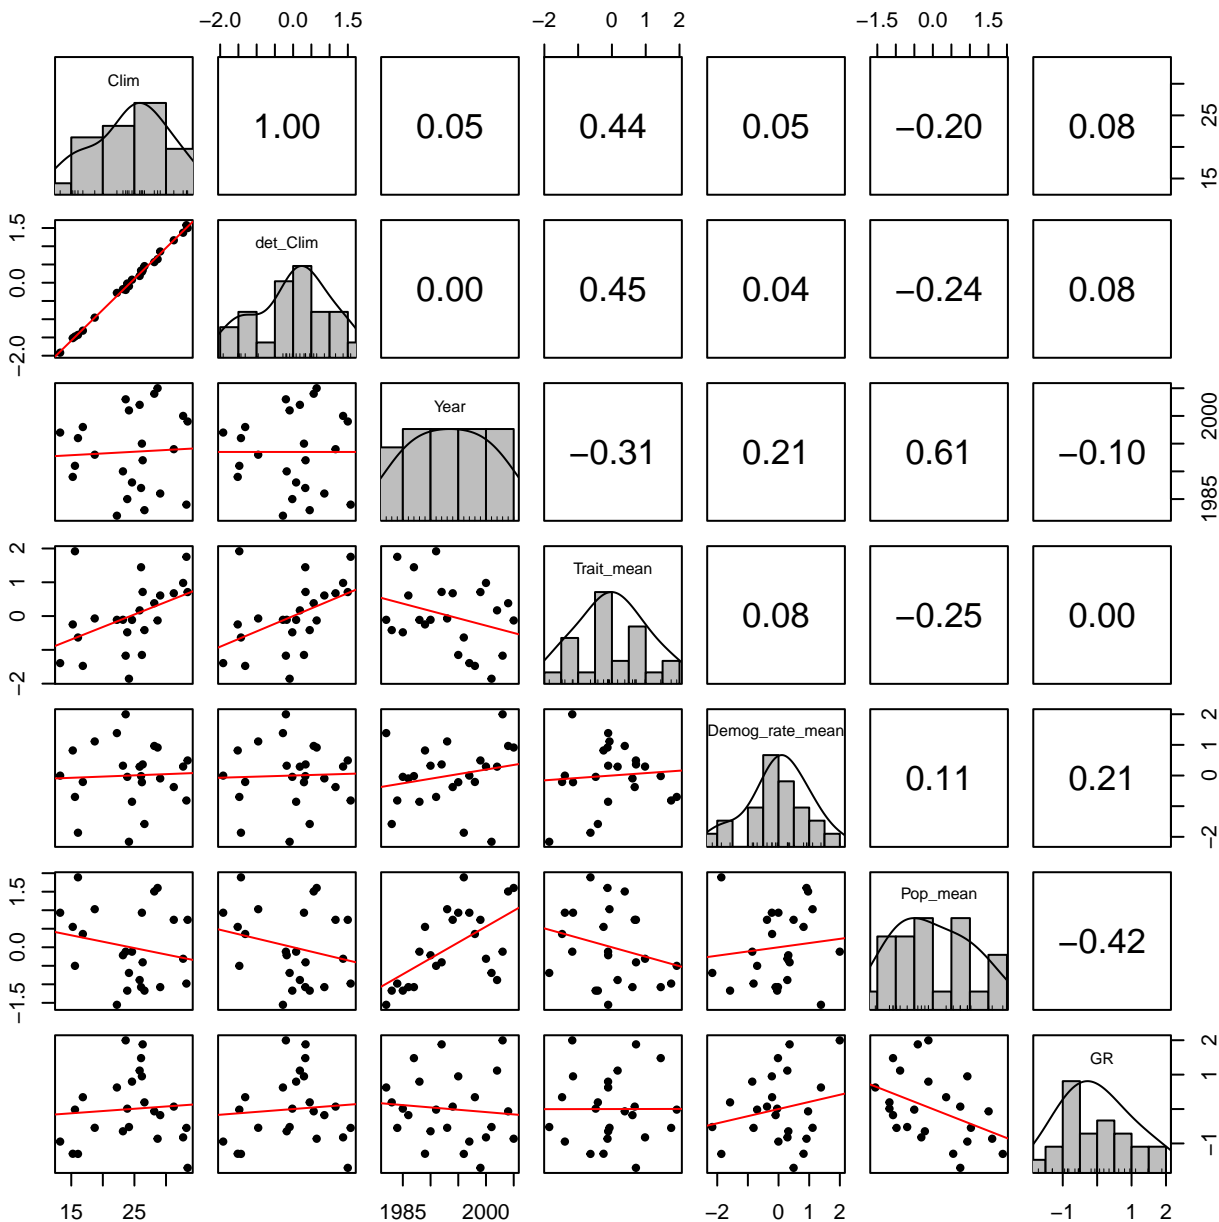 −2.0 0.0 1.5 −2 0 1 2 −1.5 0.0 1.5
Clim 1.00 0.05 0.44 0.05 −0.20 0.08 15 25
−2.0 0.0 1.5 det_Clim 0.00 0.45 0.04 −0.24 0.08
Year −0.31 0.21 0.61 −0.10 1985 2000
−2 0 1 2 Trait_mean 0.08 −0.25 0.00
Demog_rate_mean 0.11 0.21 −2 0 1 2
−1.5 0.0 1.5 Pop_mean −0.42
GR −1 1 2
15 25 1985 2000 −2 0 1 2 −1 1 2